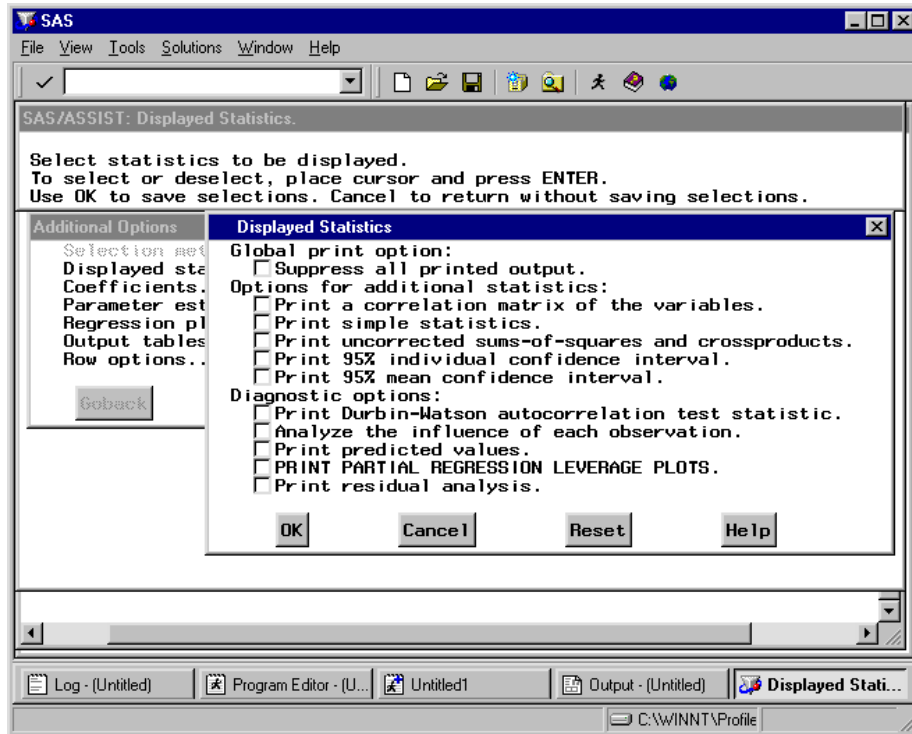 SAS
File View Tools Solutions Window Help
SAS/ASSIST: Displayed Statistics.
Select statistics to be displayed.
To select or deselect, place cursor and press ENTER.
Use OK to save selections. Cancel to return without saving selections.
Additional Options
Selection met
Displayed sta
Coefficients.
Parameter est
Regression pl
Output tables
Row options..
Goback
Displayed Statistics
Global print option:
Suppress all printed output.
Options for additional statistics:
Print a correlation matrix of the variables.
Print simple statistics.
Print uncorrected sums-of-squares and crossproducts.
Print 95% individual confidence interval.
Print 95% mean confidence interval.
Diagnostic options:
Print Durbin-Watson autocorrelation test statistic.
Analyze the influence of each observation.
Print predicted values.
PRINT PARTIAL REGRESSION LEVERAGE PLOTS.
Print residual analysis.
OK Cancel Reset Help
Log - (Untitled) Program Editor - (U... Untitled1 Output - (Untitled) Displayed Stati...
C:\WINNT\Profile